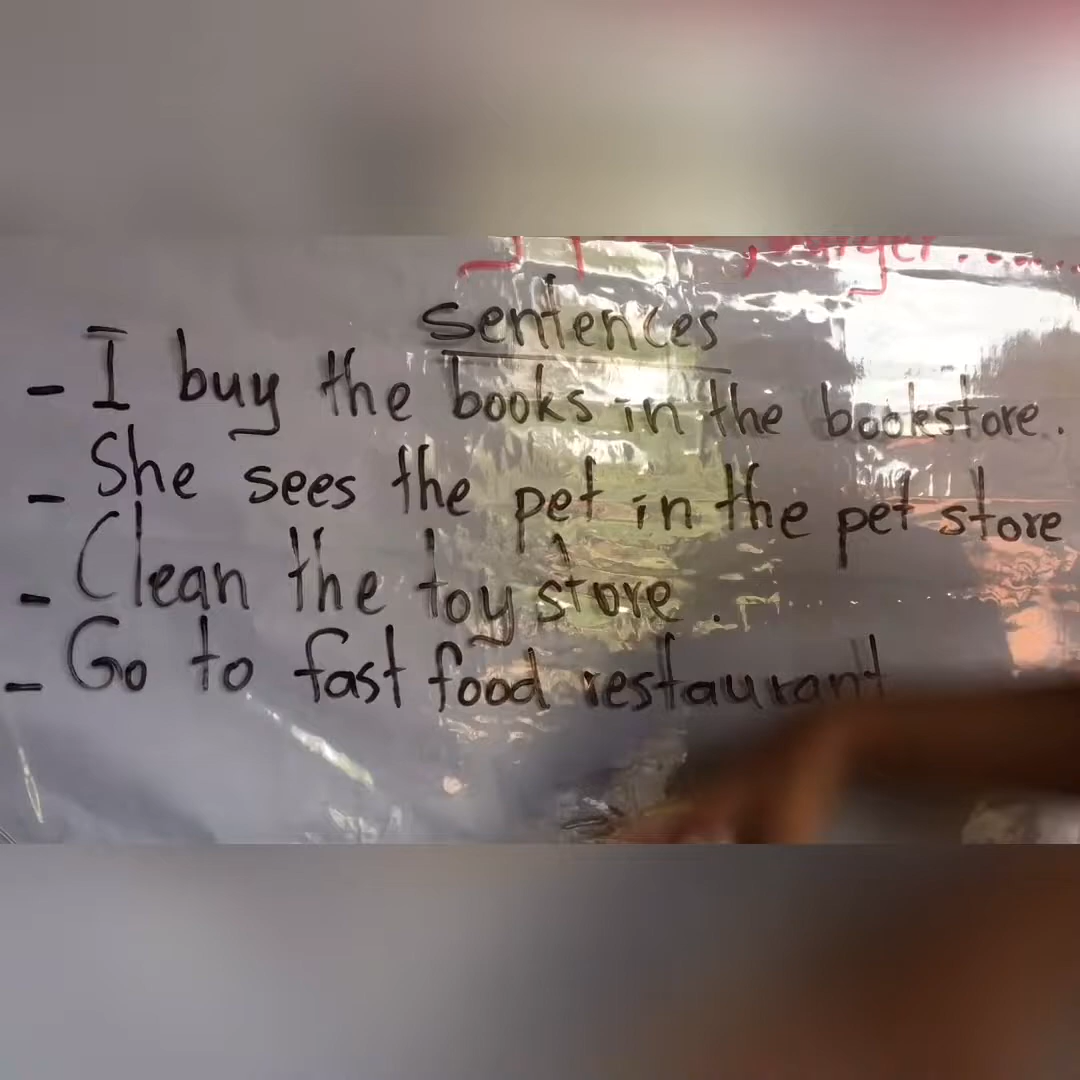 , burger......
Sentences
- I buy the books in the bookstore.
- She sees the pet in the pet store
- Clean the toy store.
- Go to fast food restaurant